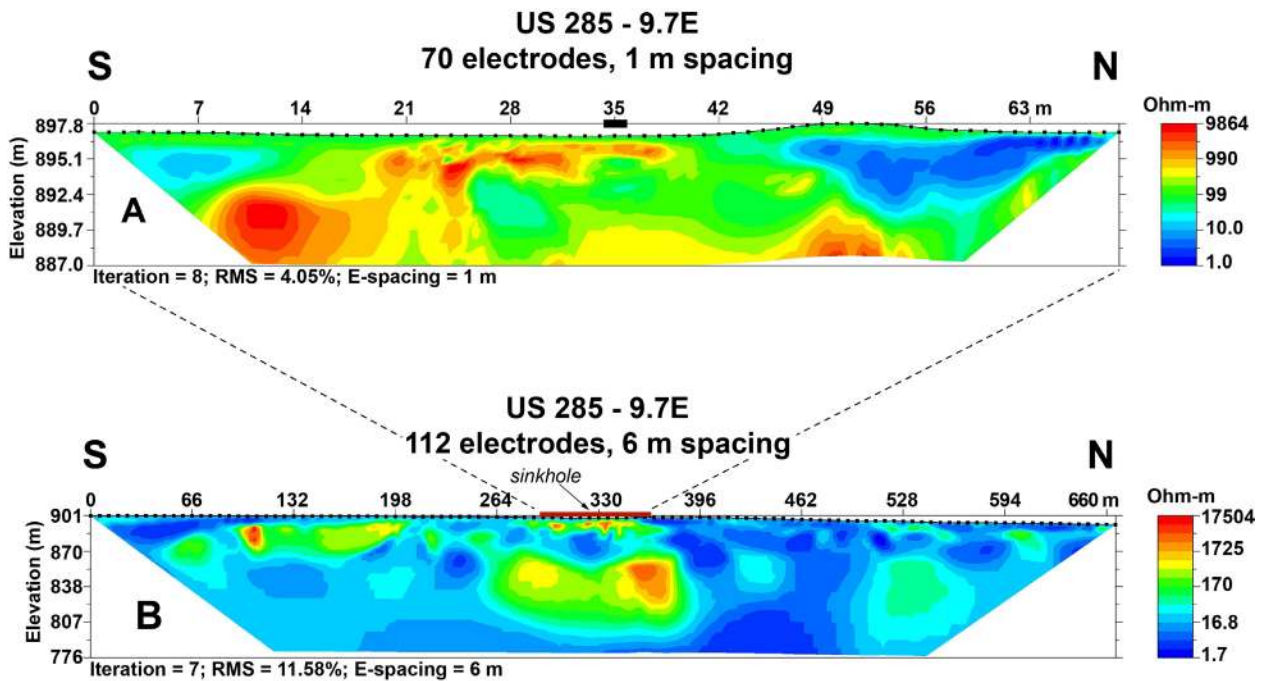 US 285 - 9.7E
70 electrodes, 1 m spacing
S N
0 7 14 21 28 35 42 49 56 63 m
Ohm-m
Elevation (m)
897.8
895.1
892.4
889.7
887.0
A
9864
990
99
10.0
1.0
Iteration = 8; RMS = 4.05%; E-spacing = 1 m
US 285 - 9.7E
112 electrodes, 6 m spacing
S N
sinkhole
0 66 132 198 264 330 396 462 528 594 660 m
Ohm-m
Elevation (m)
901
870
838
807
776
B
17504
1725
170
16.8
1.7
Iteration = 7; RMS = 11.58%; E-spacing = 6 m